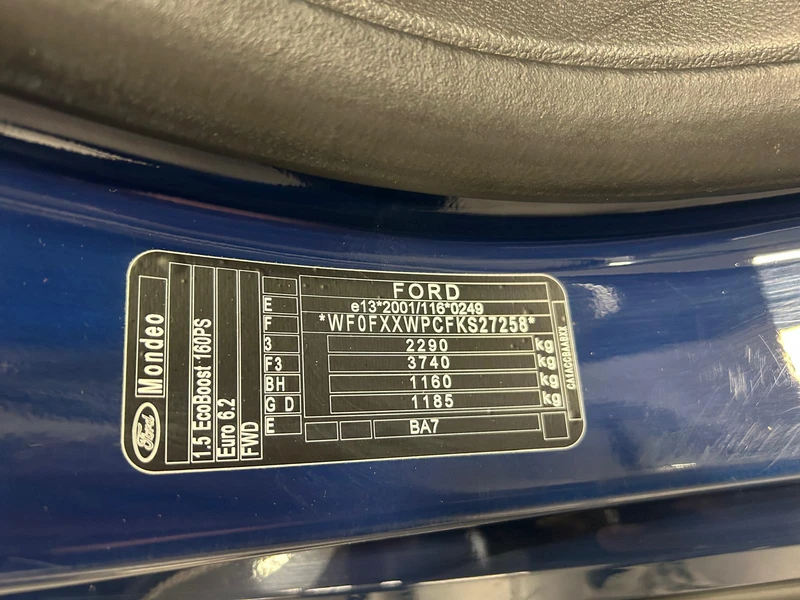 FORD
e13*2001/116*0249
*WF0FXXWPCFKS27258*
2290 kg
3740 kg
1160 kg
1185 kg
BA7
E
F
3
F3
BH
G D
E
Ford
Mondeo
1.5 EcoBoost 160PS
Euro 6.2
FWD